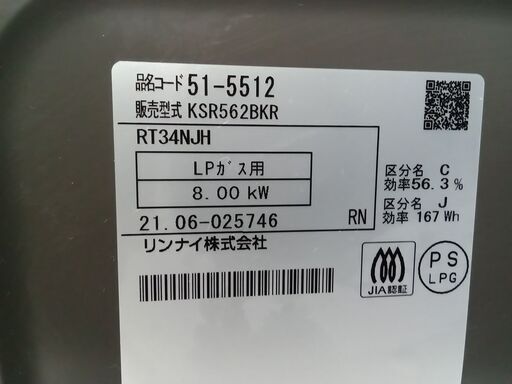 品名コード 51-5512
販売型式 KSR562BKR
RT34NJH
LPガス用
8.00 kW
21.06-025746 RN
リンナイ株式会社
区分名 C
効率56.3%
区分名 J
効率 167 Wh
JIA認証
PS
LPG